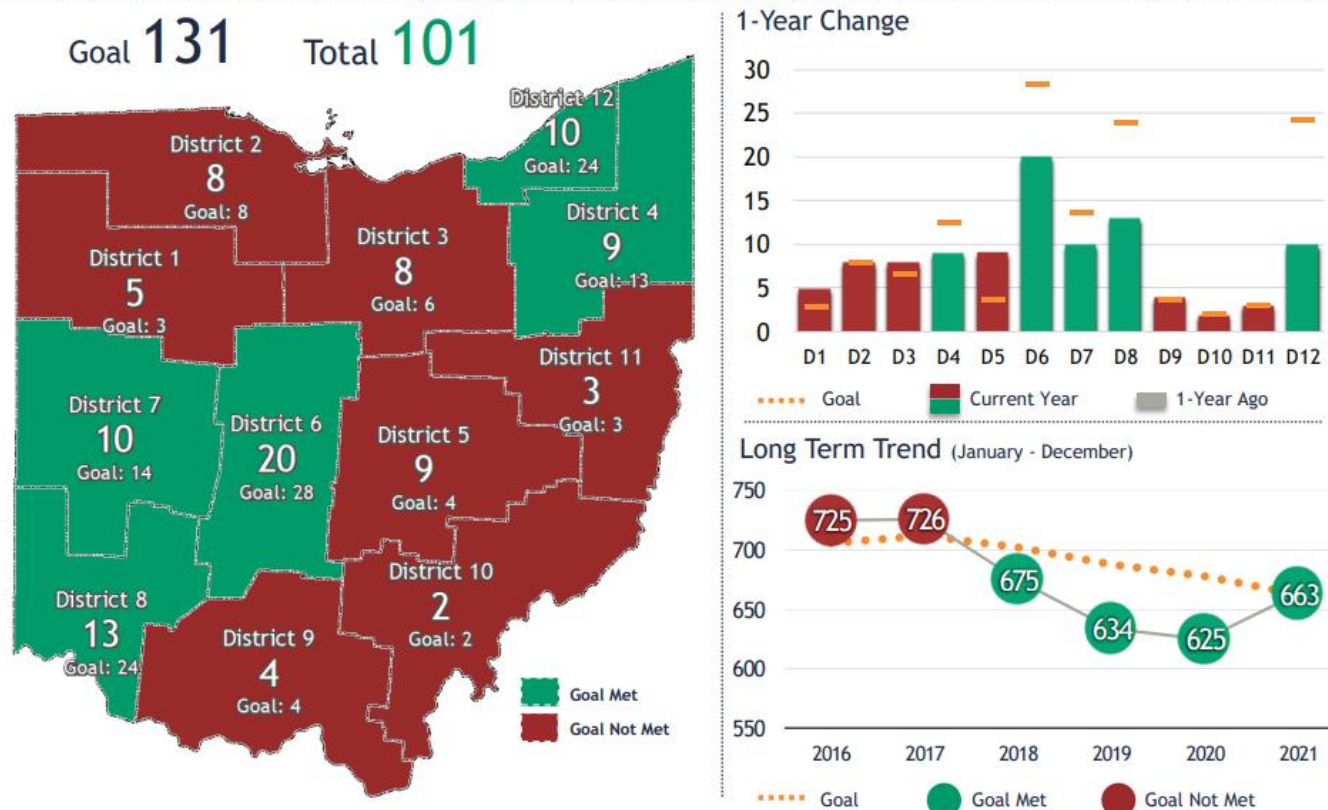 Goal 131 Total 101
District 12
10
Goal: 24
District 2
8
Goal: 8
District 4
9
Goal: 13
District 3
8
Goal: 6
District 1
5
Goal: 3
District 11
3
Goal: 3
District 7
10
Goal: 14
District 6
20
Goal: 28
District 5
9
Goal: 4
District 10
2
Goal: 2
District 8
13
Goal: 24
District 9
4
Goal: 4
Goal Met
Goal Not Met
1-Year Change
30
25
20
15
10
5
0
D1 D2 D3 D4 D5 D6 D7 D8 D9 D10 D11 D12
Goal Current Year 1-Year Ago
Long Term Trend (January - December)
750
700
650
600
550
725 726 675 634 625 663
2016 2017 2018 2019 2020 2021
Goal Goal Met Goal Not Met